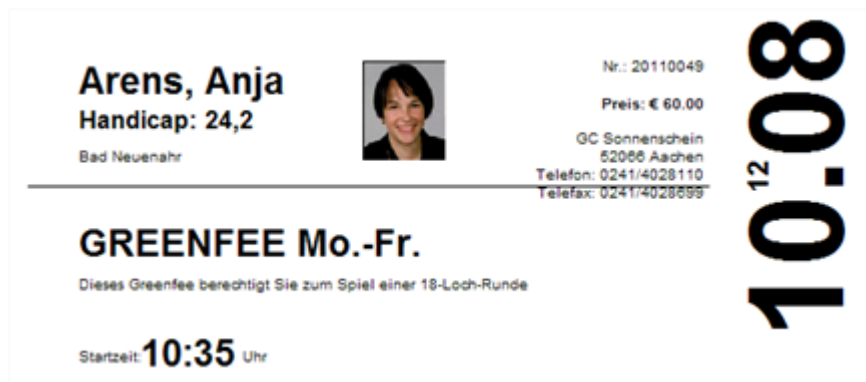 Arens, Anja
Handicap: 24,2
Bad Neuenahr
Nr.: 20110049
Preis: € 60.00
GC Sonnenschein
52066 Aachen
Telefon: 0241/4028110
Telefax: 0241/4028699
GREENFEE Mo.-Fr.
Dieses Greenfee berechtigt Sie zum Spiel einer 18-Loch-Runde
Startzeit:10:35 Uhr
10.08
12